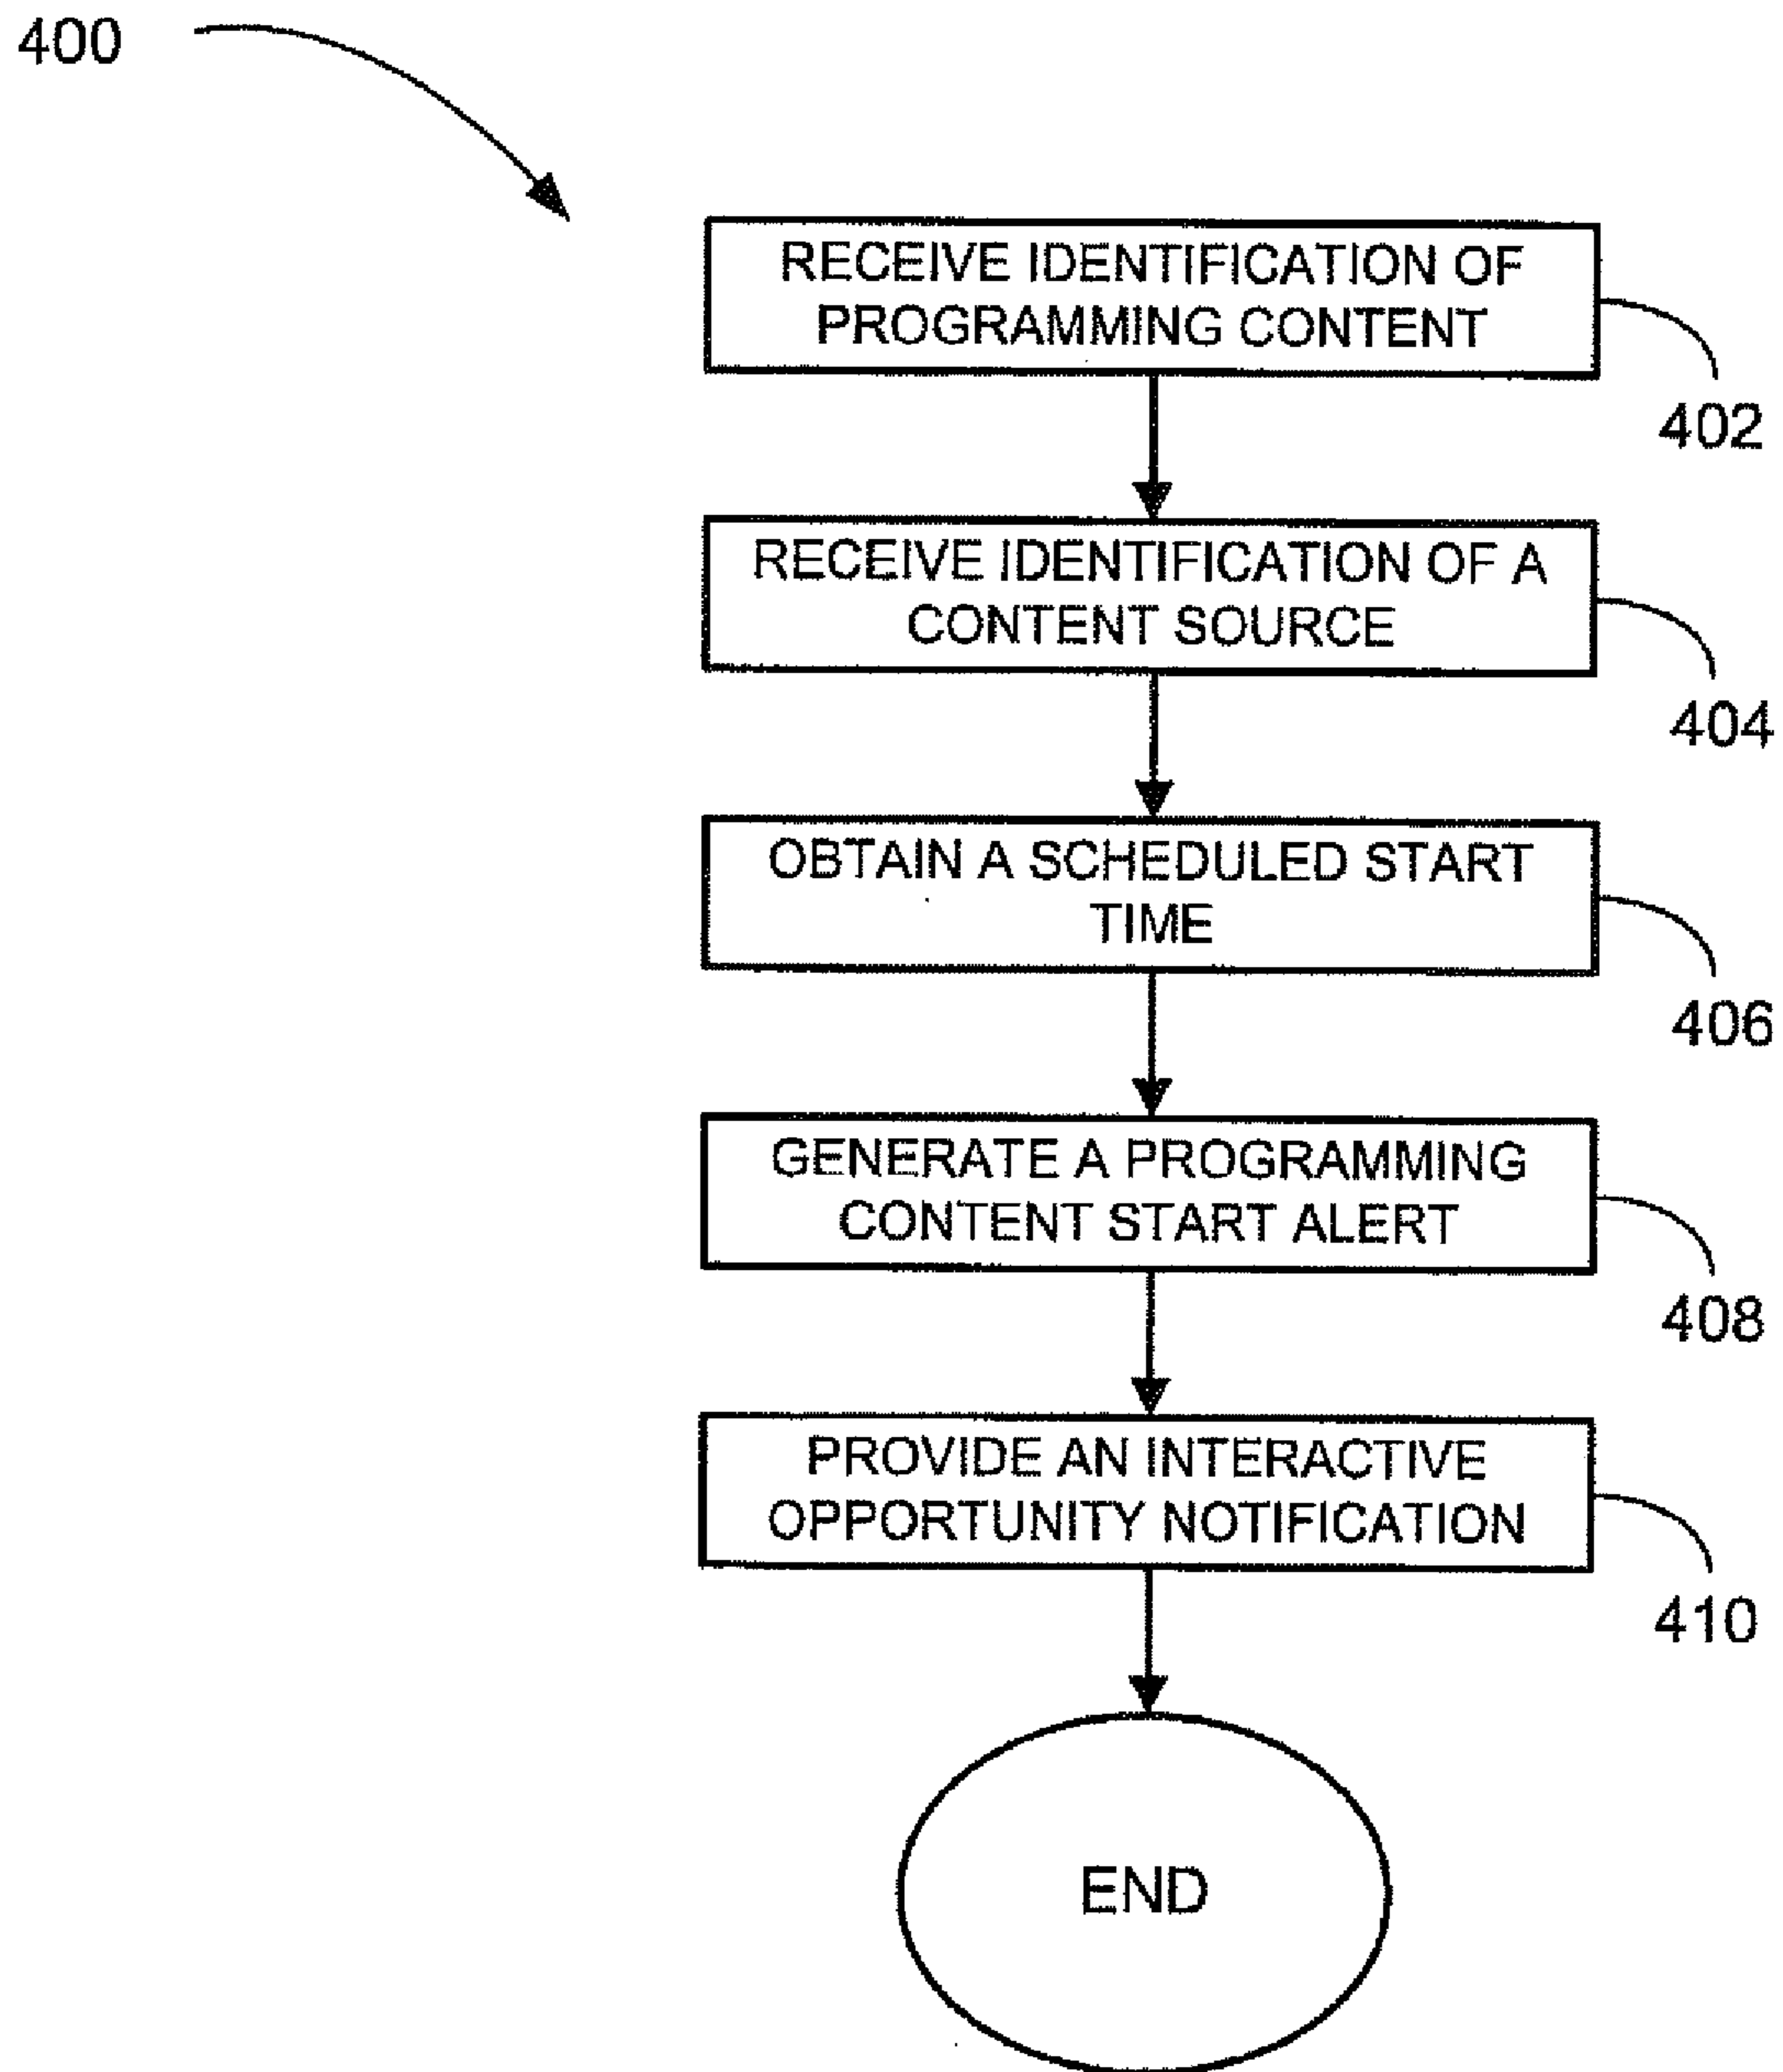 400
RECEIVE IDENTIFICATION OF
PROGRAMMING CONTENT
402
RECEIVE IDENTIFICATION OF A
CONTENT SOURCE
404
OBTAIN A SCHEDULED START
TIME
406
GENERATE A PROGRAMMING
CONTENT START ALERT
408
PROVIDE AN INTERACTIVE
OPPORTUNITY NOTIFICATION
410
END